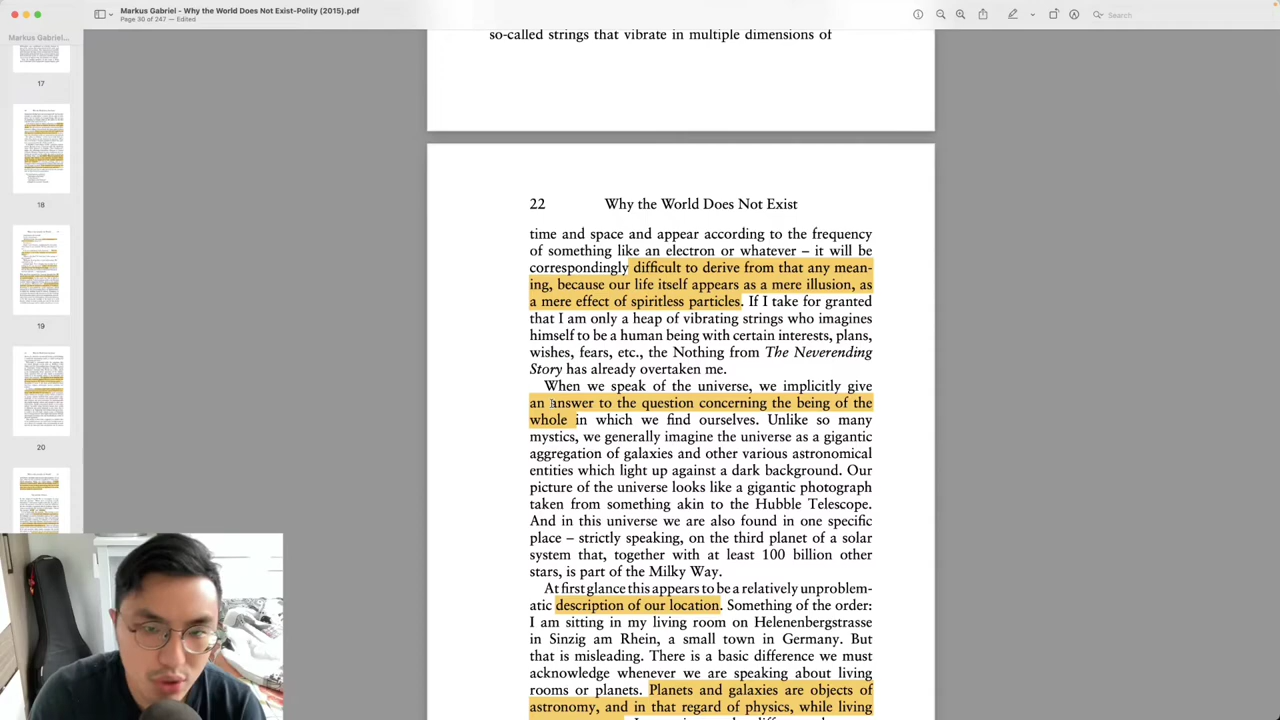 Markus Gabriel - Why the World Does Not Exist-Polity (2015).pdf
Page 30 of 247 – Edited
Search
Markus Gabriel...
17
18
19
20
so-called strings that vibrate in multiple dimensions of
22 Why the World Does Not Exist
time and space and appear according to the frequency
of something like an electron or whatever – it will be
correspondingly difficult to derive from that any mean-
ing, because our life itself appears as a mere illusion, as
a mere effect of spiritless particles. If I take for granted
that I am only a heap of vibrating strings who imagines
himself to be a human being with certain interests, plans,
wishes, fears, etc., the Nothing from The Neverending
Story has already overtaken me.
When we speak of the universe, we implicitly give
an answer to the question concerning the being of the
whole in which we find ourselves. Unlike so many
mystics, we generally imagine the universe as a gigantic
aggregation of galaxies and other various astronomical
entities which light up against a dark background. Our
picture of the universe looks like a gigantic photograph
taken from something akin to the Hubble Telescope.
And in this universe we are also found in one specific
place – strictly speaking, on the third planet of a solar
system that, together with at least 100 billion other
stars, is part of the Milky Way.
At first glance this appears to be a relatively unproblem-
atic description of our location. Something of the order:
I am sitting in my living room on Helenenbergstrasse
in Sinzig am Rhein, a small town in Germany. But
that is misleading. There is a basic difference we must
acknowledge whenever we are speaking about living
rooms or planets. Planets and galaxies are objects of
astronomy, and in that regard of physics, while living